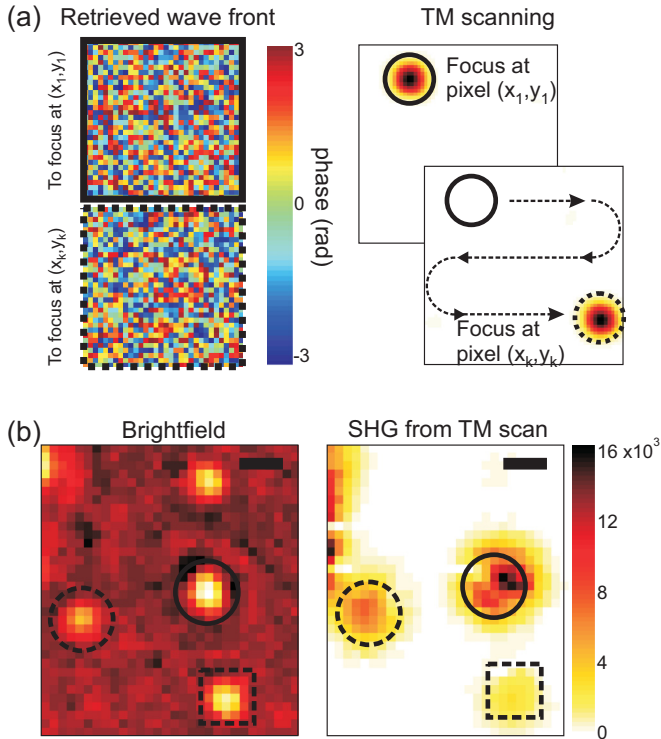 (a)
Retrieved wave front
TM scanning
To focus at (x₁,y₁)
To focus at (xₖ,yₖ)
3
0
-3
phase (rad)
Focus at
pixel (x₁,y₁)
Focus at
pixel (xₖ,yₖ)
(b)
Brightfield
SHG from TM scan
16 x10³
12
8
4
0